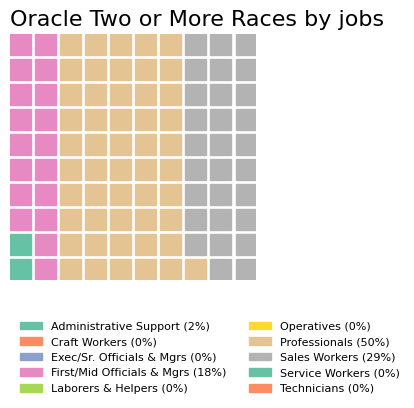 Oracle Two or More Races by jobs
Administrative Support (2%)
Craft Workers (0%)
Exec/Sr. Officials & Mgrs (0%)
First/Mid Officials & Mgrs (18%)
Laborers & Helpers (0%)
Operatives (0%)
Professionals (50%)
Sales Workers (29%)
Service Workers (0%)
Technicians (0%)